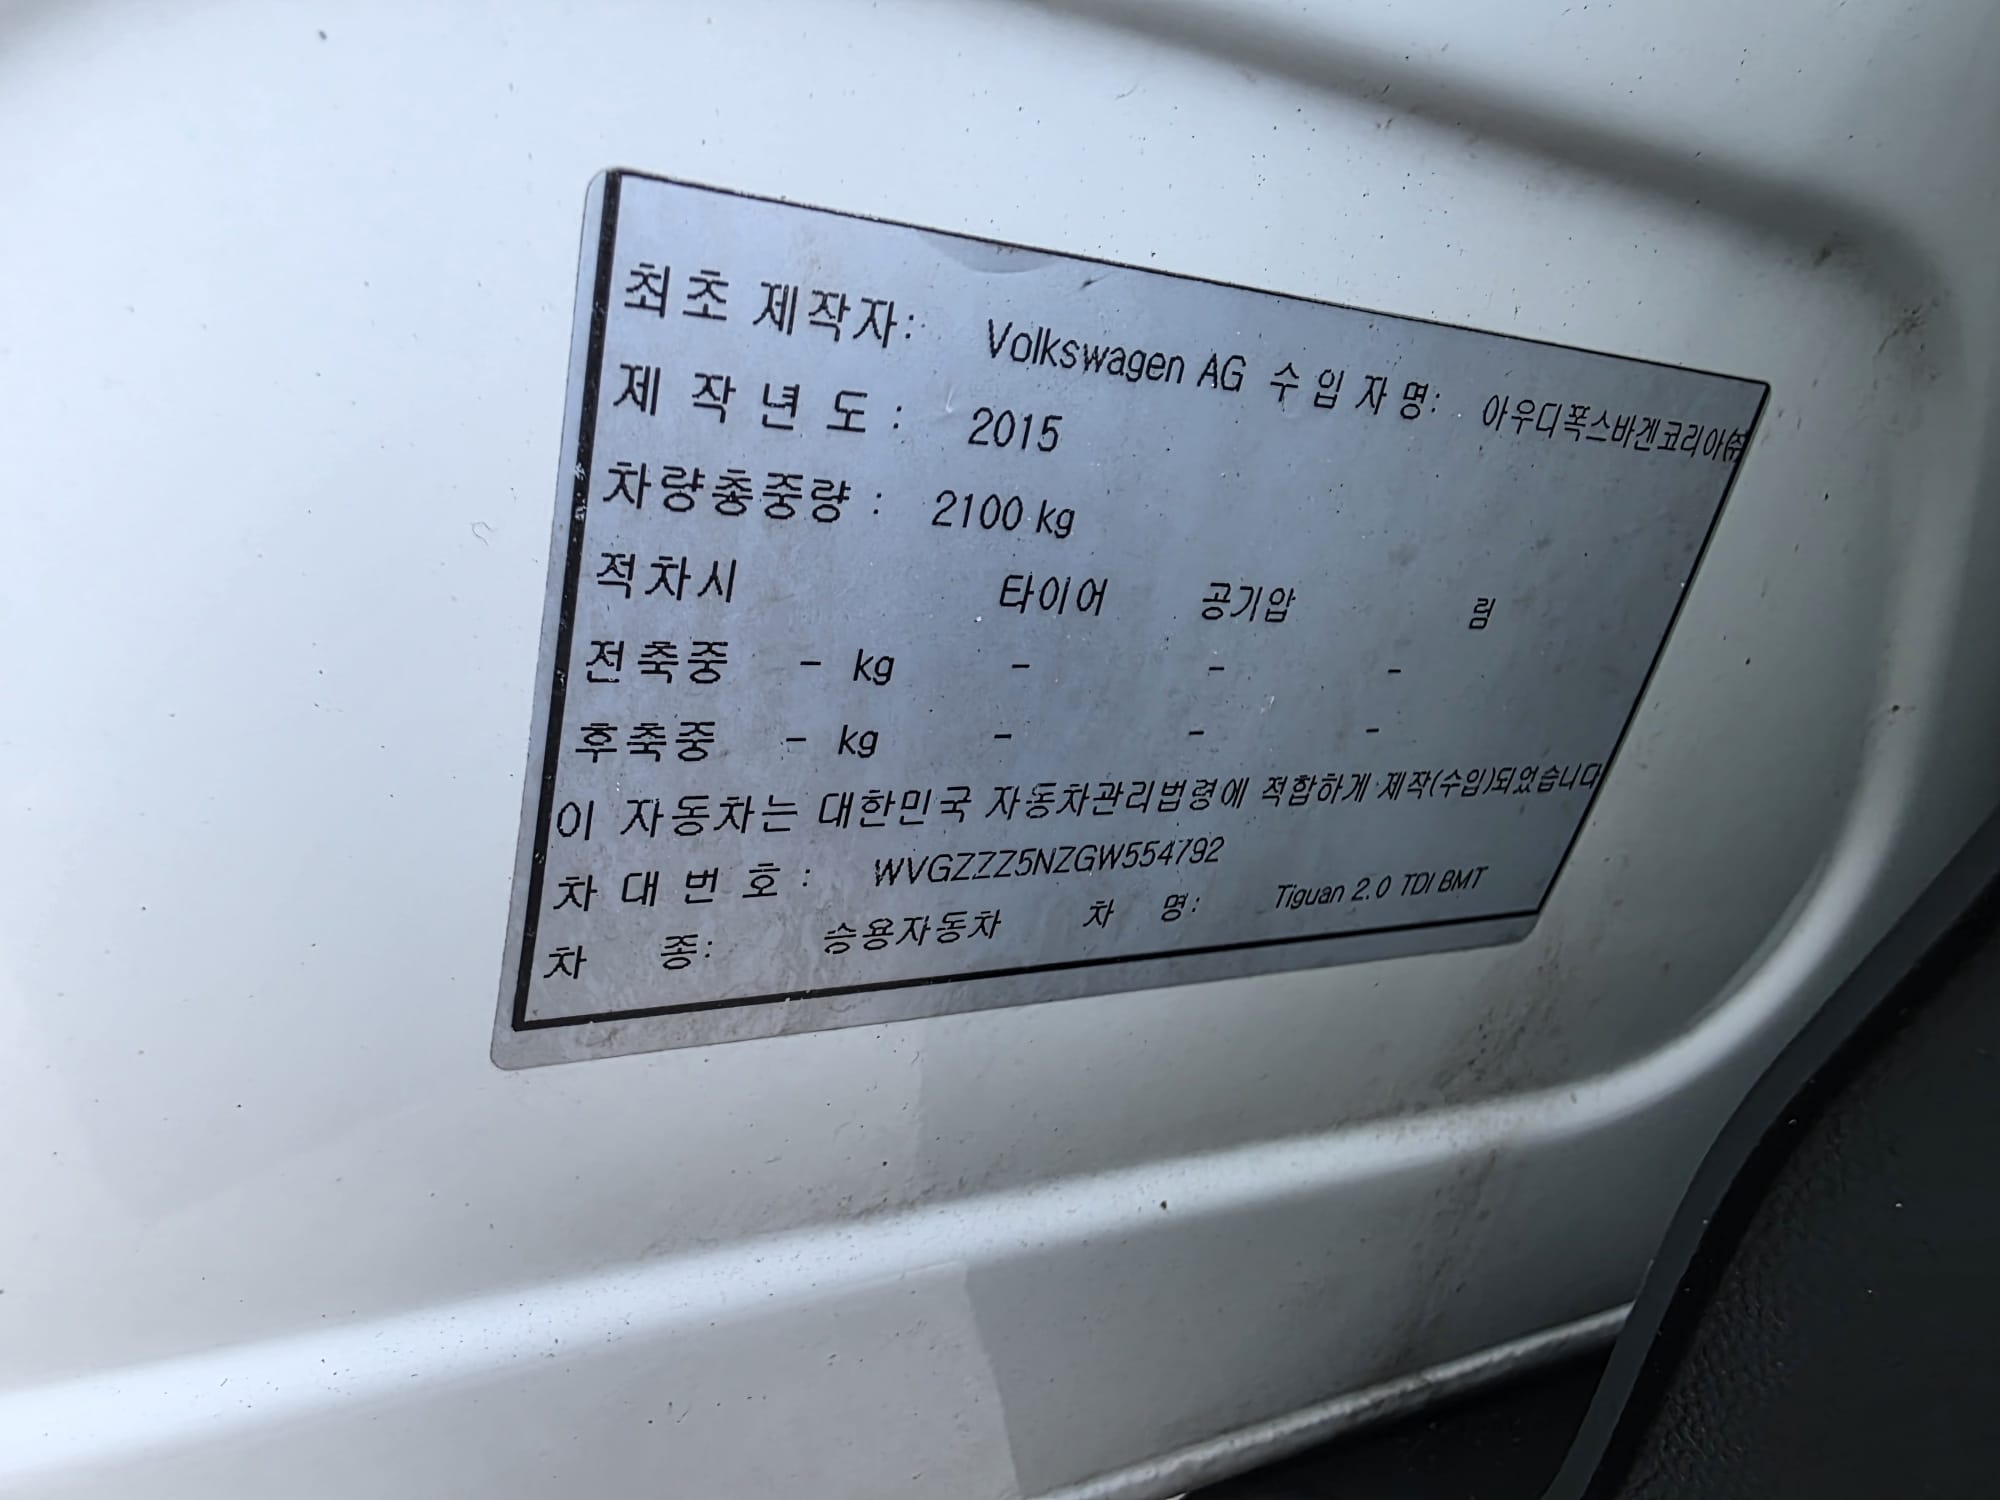 최초 제작자: Volkswagen AG 수입자명: 아우디폭스바겐코리아㈜
제작년도: 2015
차량총중량: 2100 kg
적차시 타이어 공기압 림
전축중 - kg - - -
후축중 - kg - - -
이 자동차는 대한민국 자동차관리법령에 적합하게 제작(수입)되었습니다
차대번호: WVGZZZ5NZGW554792
차 종: 승용자동차 차 명: Tiguan 2.0 TDI BMT